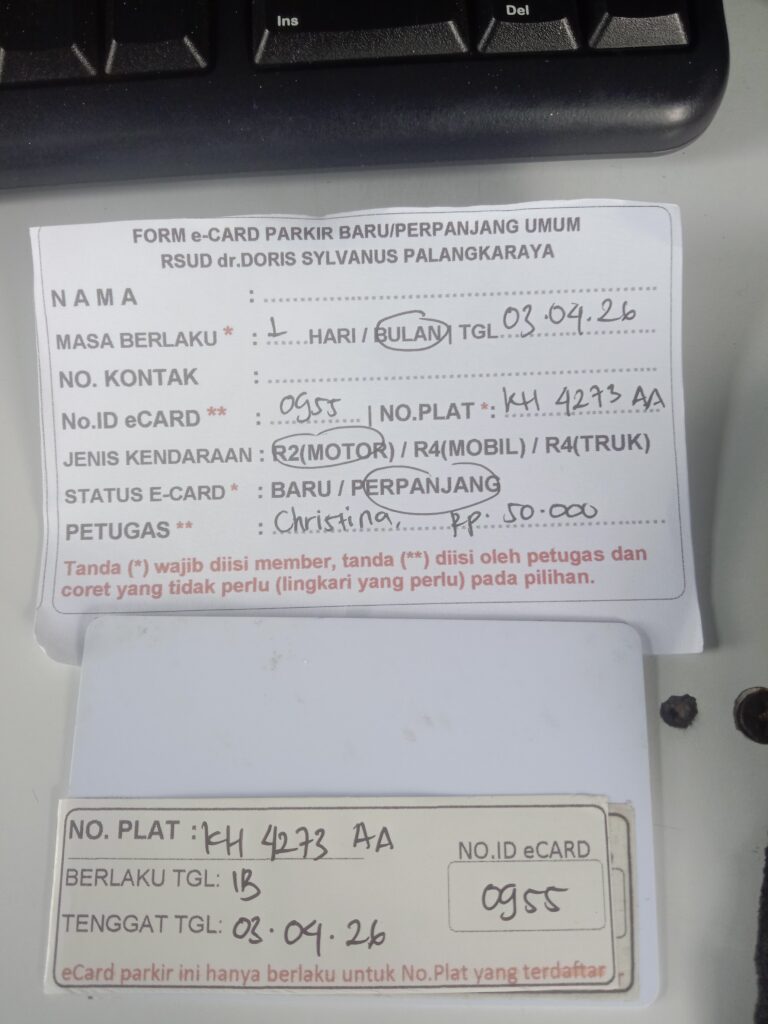 Ins
Del
FORM e-CARD PARKIR BARU/PERPANJANG UMUM
RSUD dr.DORIS SYLVANUS PALANGKARAYA
NAMA :
MASA BERLAKU * : 1 HARI / BULAN | TGL 03.04.26
NO. KONTAK :
No.ID eCARD ** : 0955 | NO.PLAT *: KH 4273 AA
JENIS KENDARAAN : R2(MOTOR) / R4(MOBIL) / R4(TRUK)
STATUS E-CARD * : BARU / PERPANJANG
PETUGAS ** : Christina, Rp. 50.000
Tanda (*) wajib diisi member, tanda (**) diisi oleh petugas dan
coret yang tidak perlu (lingkari yang perlu) pada pilihan.
NO. PLAT : KH 4273 AA
BERLAKU TGL: 1B
TENGGAT TGL: 03.04.26
NO.ID eCARD
0955
eCard parkir ini hanya berlaku untuk No.Plat yang terdaftar